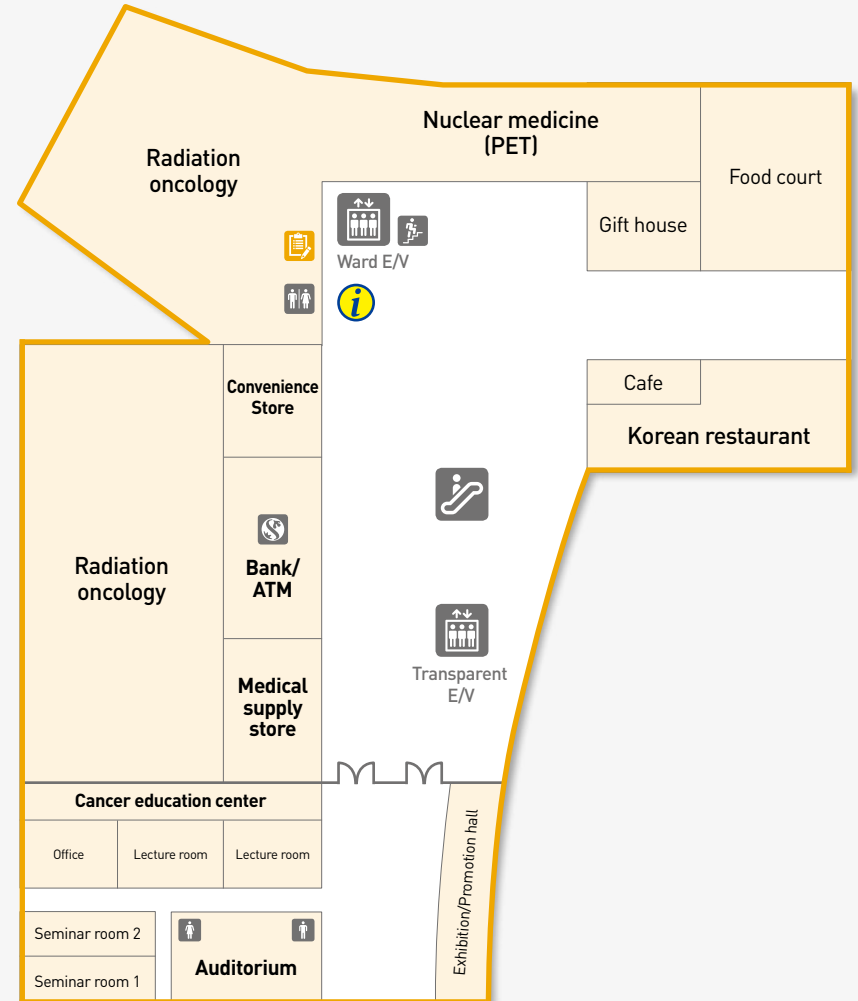 Nuclear medicine
(PET)
Radiation
oncology
Food court
Gift house
Ward E/V
i
Convenience
Store
Cafe
Korean restaurant
Radiation
oncology
$
Bank/
ATM
Transparent
E/V
Medical
supply
store
Cancer education center
Office
Lecture room
Lecture room
Exhibition/Promotion hall
Seminar room 2
Auditorium
Seminar room 1